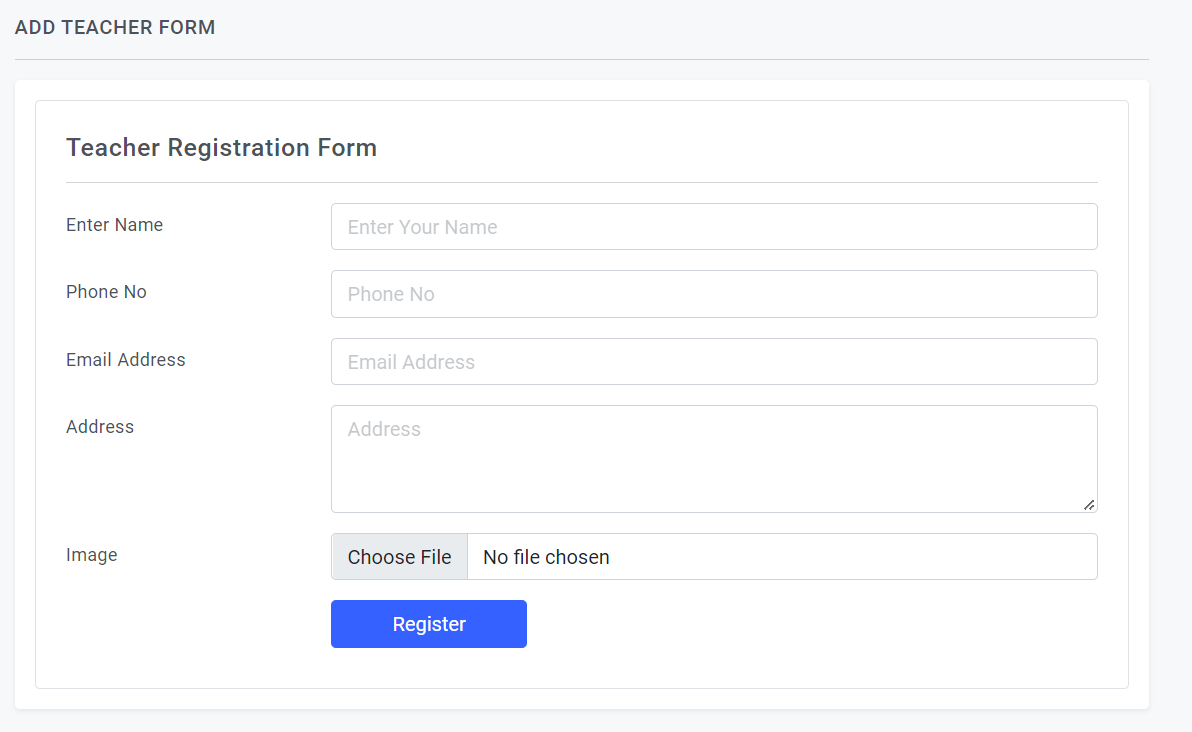 ADD TEACHER FORM
Teacher Registration Form
Enter Name
Enter Your Name
Phone No
Phone No
Email Address
Email Address
Address
Address
Image
Choose File No file chosen
Register